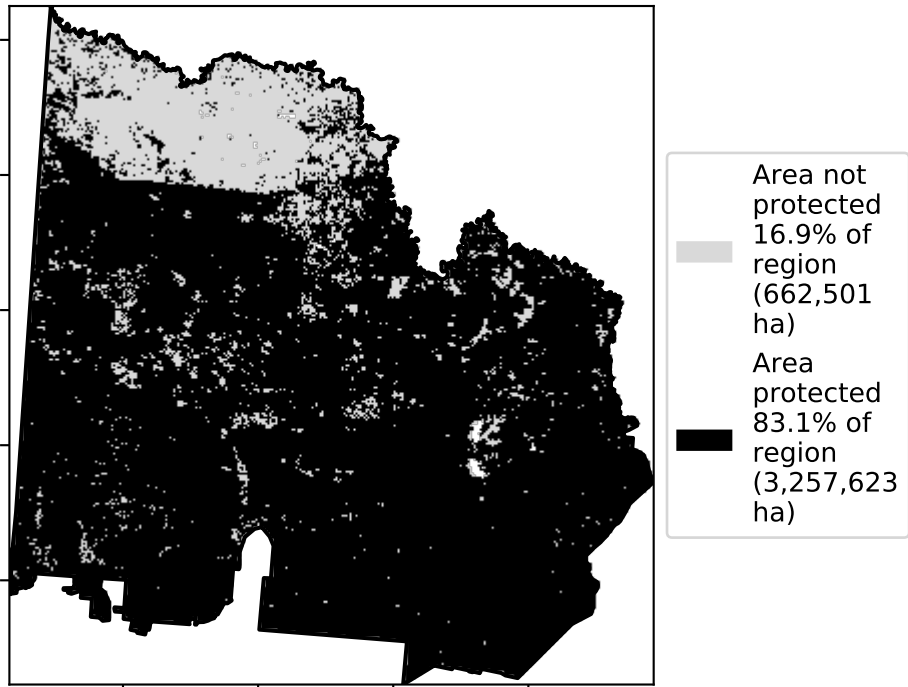 Area not
protected
16.9% of
region
(662,501
ha)
Area
protected
83.1% of
region
(3,257,623
ha)